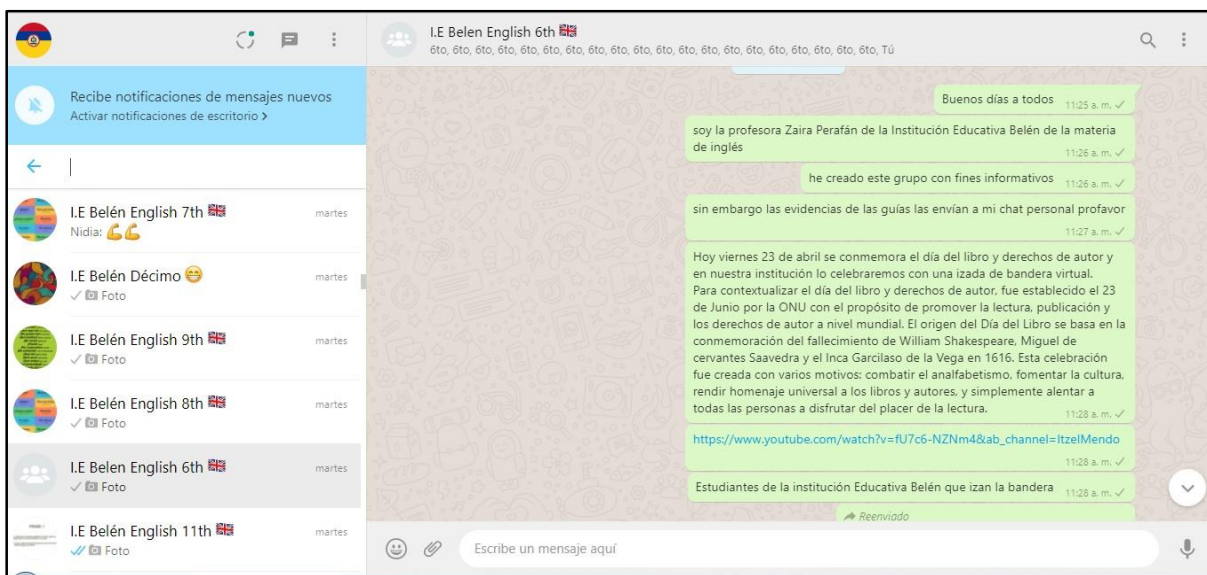 Recibe notificaciones de mensajes nuevos
Activar notificaciones de escritorio >
I.E Belén English 7th 🇬🇧
martes
Nidia: 💪💪
I.E Belén Décimo 😁
martes
✓ Foto
I.E Belén English 9th 🇬🇧
martes
✓ Foto
I.E Belén English 8th 🇬🇧
martes
✓ Foto
I.E Belen English 6th 🇬🇧
martes
✓ Foto
I.E Belén English 11th 🇬🇧
martes
✓✓ Foto
I.E Belen English 6th 🇬🇧
6to, 6to, 6to, 6to, 6to, 6to, 6to, 6to, 6to, 6to, 6to, 6to, 6to, 6to, 6to, 6to, 6to, 6to, 6to, 6to, Tú
Buenos días a todos 11:25 a. m. ✓
soy la profesora Zaira Perafán de la Institución Educativa Belén de la materia
de inglés
11:26 a. m. ✓
he creado este grupo con fines informativos 11:26 a. m. ✓
sin embargo las evidencias de las guías las envían a mi chat personal profavor
11:27 a. m. ✓
Hoy viernes 23 de abril se conmemora el día del libro y derechos de autor y
en nuestra institución lo celebraremos con una izada de bandera virtual.
Para contextualizar el día del libro y derechos de autor, fue establecido el 23
de Junio por la ONU con el propósito de promover la lectura, publicación y
los derechos de autor a nivel mundial. El origen del Día del Libro se basa en la
conmemoración del fallecimiento de William Shakespeare, Miguel de
cervantes Saavedra y el Inca Garcilaso de la Vega en 1616. Esta celebración
fue creada con varios motivos: combatir el analfabetismo, fomentar la cultura,
rendir homenaje universal a los libros y autores, y simplemente alentar a
todas las personas a disfrutar del placer de la lectura. 11:28 a. m. ✓
https://www.youtube.com/watch?v=fU7c6-NZNm4&ab_channel=ItzelMendo
11:28 a. m. ✓
Estudiantes de la institución Educativa Belén que izan la bandera 11:28 a. m. ✓
Reenviado
Escribe un mensaje aquí